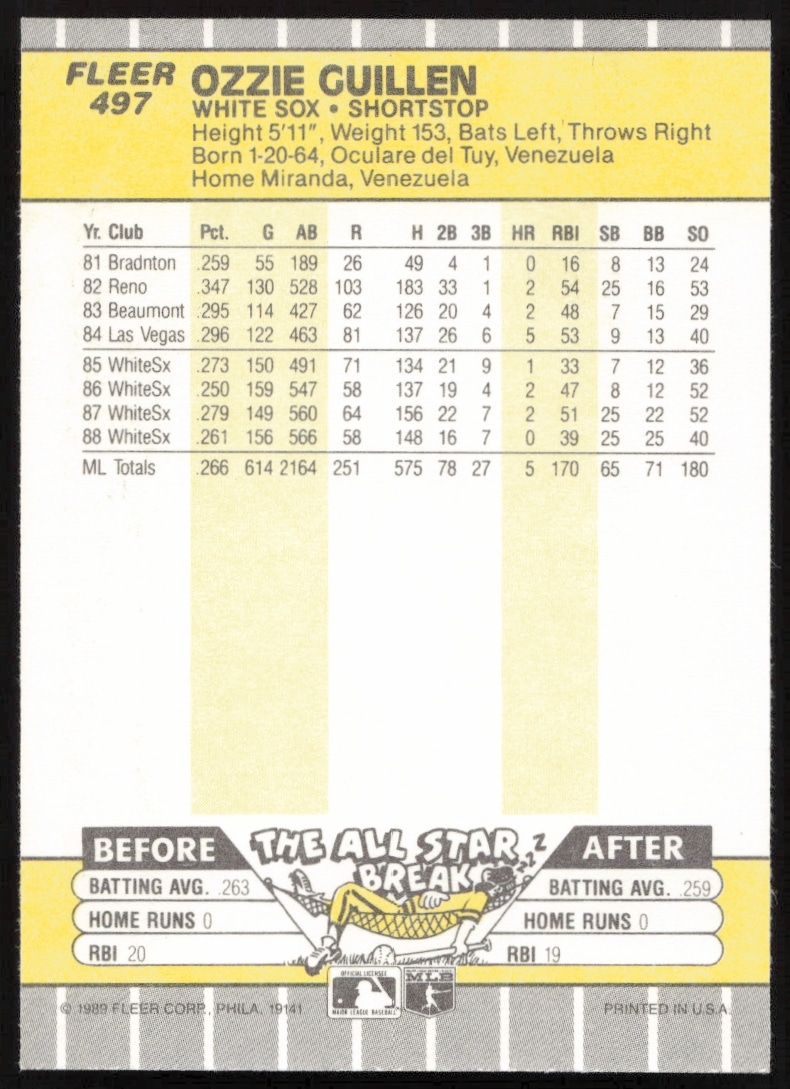 FLEER
497
OZZIE GUILLEN
WHITE SOX • SHORTSTOP
Height 5'11", Weight 153, Bats Left, Throws Right
Born 1-20-64, Oculare del Tuy, Venezuela
Home Miranda, Venezuela
Yr. Club Pct. G AB R H 2B 3B HR RBI SB BB SO
81 Bradnton .259 55 189 26 49 4 1 0 16 8 13 24
82 Reno .347 130 528 103 183 33 1 2 54 25 16 53
83 Beaumont .295 114 427 62 126 20 4 2 48 7 15 29
84 Las Vegas .296 122 463 81 137 26 6 5 53 9 13 40
85 WhiteSx .273 150 491 71 134 21 9 1 33 7 12 36
86 WhiteSx .250 159 547 58 137 19 4 2 47 8 12 52
87 WhiteSx .279 149 560 64 156 22 7 2 51 25 22 52
88 WhiteSx .261 156 566 58 148 16 7 0 39 25 25 40
ML Totals .266 614 2164 251 575 78 27 5 170 65 71 180
BEFORE THE ALL STAR BREAK ZZZ AFTER
BATTING AVG. .263 BATTING AVG. .259
HOME RUNS 0 HOME RUNS 0
RBI 20 RBI 19
OFFICIAL LICENSEE
MAJOR LEAGUE BASEBALL
MLB
© 1989 FLEER CORP., PHILA. 19141 PRINTED IN U.S.A.